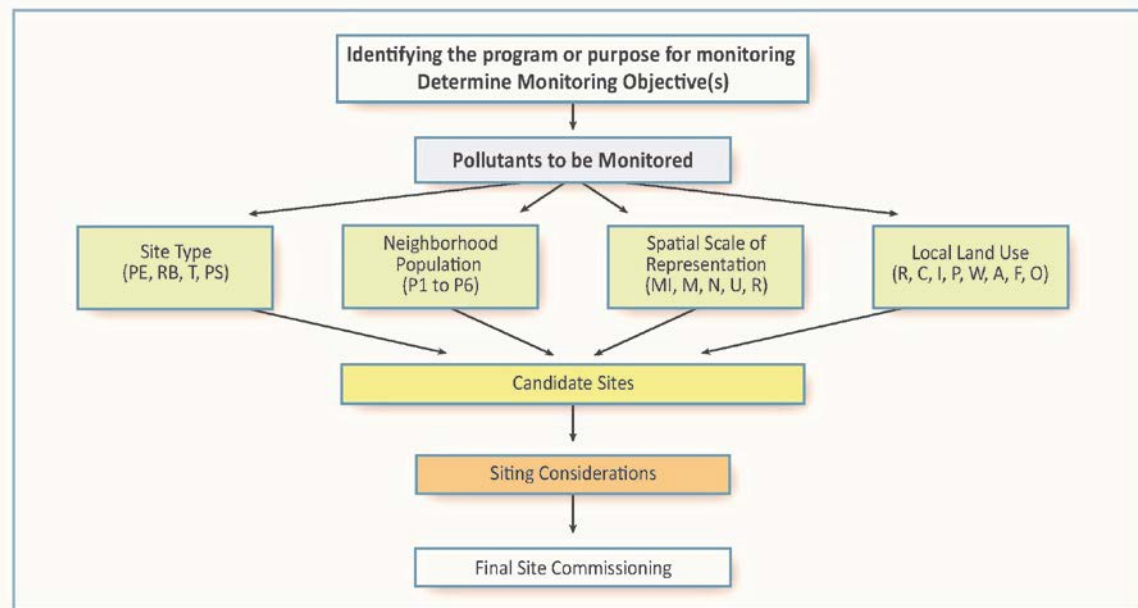 Identifying the program or purpose for monitoring
Determine Monitoring Objective(s)
Pollutants to be Monitored
Site Type
(PE, RB, T, PS)
Neighborhood
Population
(P1 to P6)
Spatial Scale of
Representation
(MI, M, N, U, R)
Local Land Use
(R, C, I, P, W, A, F, O)
Candidate Sites
Siting Considerations
Final Site Commissioning